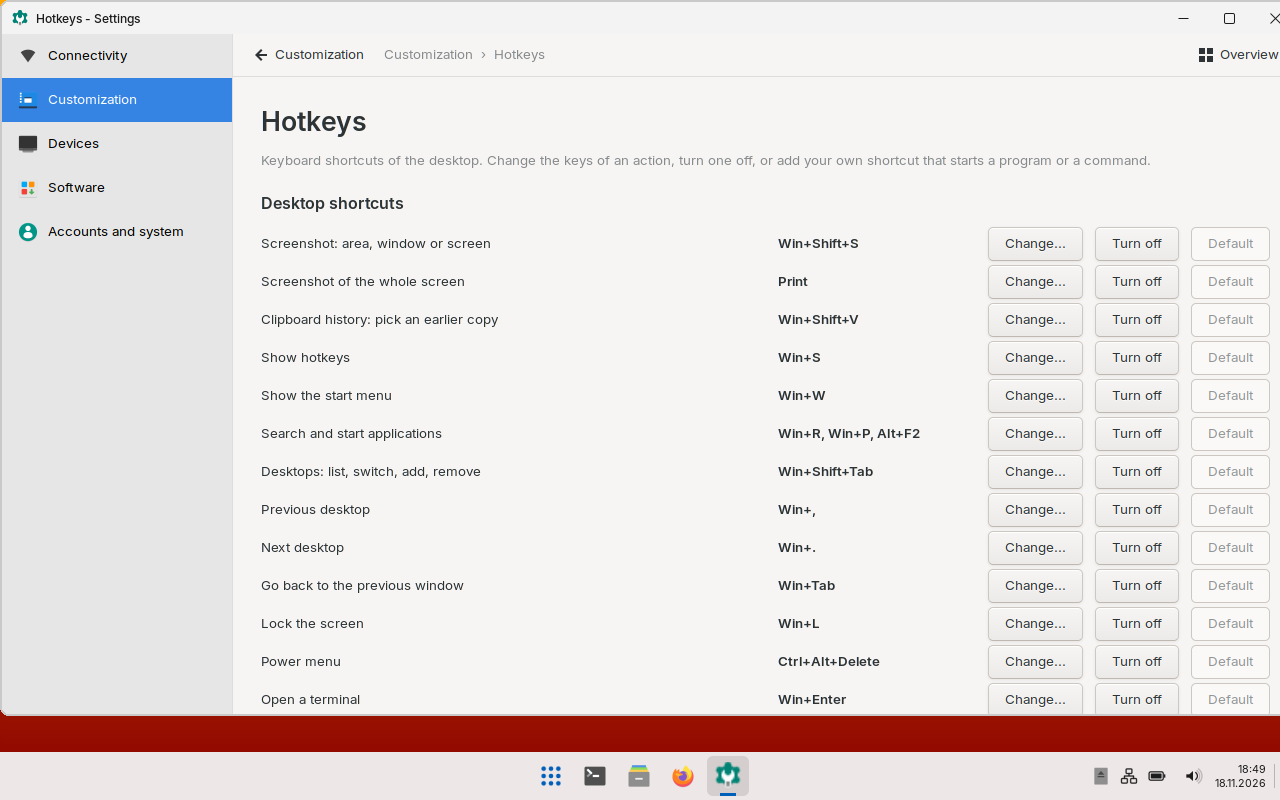 Hotkeys - Settings
Connectivity
Customization
Devices
Software
Accounts and system
Customization
Customization › Hotkeys
Overview
Hotkeys
Keyboard shortcuts of the desktop. Change the keys of an action, turn one off, or add your own shortcut that starts a program or a command.
Desktop shortcuts
Screenshot: area, window or screen Win+Shift+S Change... Turn off Default
Screenshot of the whole screen Print Change... Turn off Default
Clipboard history: pick an earlier copy Win+Shift+V Change... Turn off Default
Show hotkeys Win+S Change... Turn off Default
Show the start menu Win+W Change... Turn off Default
Search and start applications Win+R, Win+P, Alt+F2 Change... Turn off Default
Desktops: list, switch, add, remove Win+Shift+Tab Change... Turn off Default
Previous desktop Win+, Change... Turn off Default
Next desktop Win+. Change... Turn off Default
Go back to the previous window Win+Tab Change... Turn off Default
Lock the screen Win+L Change... Turn off Default
Power menu Ctrl+Alt+Delete Change... Turn off Default
Open a terminal Win+Enter Change... Turn off Default
18:49
18.11.2026